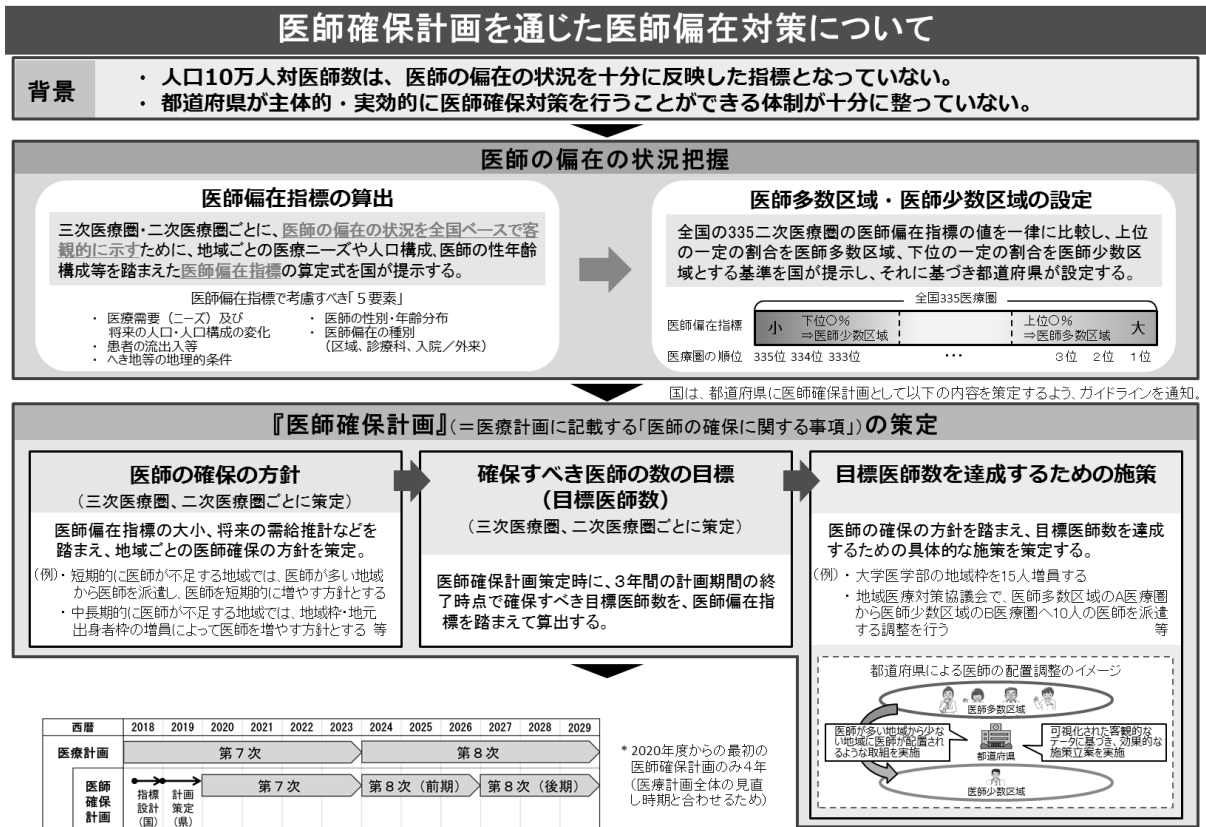 医師確保計画を通じた医師偏在対策について
背景
・ 人口10万人対医師数は、医師の偏在の状況を十分に反映した指標となっていない。
・ 都道府県が主体的・実効的に医師確保対策を行うことができる体制が十分に整っていない。
医師の偏在の状況把握
医師偏在指標の算出
三次医療圏・二次医療圏ごとに、医師の偏在の状況を全国ベースで客
観的に示すために、地域ごとの医療ニーズや人口構成、医師の性年齢
構成等を踏まえた医師偏在指標の算定式を国が提示する。
医師偏在指標で考慮すべき「５要素」
・ 医療需要（ニーズ）及び
将来の人口・人口構成の変化
・ 患者の流出入等
・ へき地等の地理的条件
・ 医師の性別・年齢分布
・ 医師偏在の種別
（区域、診療科、入院／外来）
医師多数区域・医師少数区域の設定
全国の335二次医療圏の医師偏在指標の値を一律に比較し、上位
の一定の割合を医師多数区域、下位の一定の割合を医師少数区
域とする基準を国が提示し、それに基づき都道府県が設定する。
全国335医療圏
医師偏在指標
小
下位○%
⇒医師少数区域
上位○%
⇒医師多数区域
大
医療圏の順位 335位 334位 333位 ･･･ 3位 2位 1位
国は、都道府県に医師確保計画として以下の内容を策定するよう、ガイドラインを通知。
『医師確保計画』(＝医療計画に記載する「医師の確保に関する事項」)の策定
医師の確保の方針
（三次医療圏、二次医療圏ごとに策定）
医師偏在指標の大小、将来の需給推計などを
踏まえ、地域ごとの医師確保の方針を策定。
（例）・ 短期的に医師が不足する地域では、医師が多い地域
から医師を派遣し、医師を短期的に増やす方針とする
・ 中長期的に医師が不足する地域では、地域枠・地元
出身者枠の増員によって医師を増やす方針とする 等
確保すべき医師の数の目標
（目標医師数）
（三次医療圏、二次医療圏ごとに策定）
医師確保計画策定時に、３年間の計画期間の終
了時点で確保すべき目標医師数を、医師偏在指
標を踏まえて算出する。
目標医師数を達成するための施策
医師の確保の方針を踏まえ、目標医師数を達成
するための具体的な施策を策定する。
（例）・ 大学医学部の地域枠を15人増員する
・ 地域医療対策協議会で、医師多数区域のA医療圏
から医師少数区域のB医療圏へ10人の医師を派遣
する調整を行う 等
都道府県による医師の配置調整のイメージ
医師多数区域
医師が多い地域から少な
い地域に医師が配置され
るような取組を実施
都道府県
可視化された客観的な
データに基づき、効果的な
施策立案を実施
医師少数区域
西暦 2018 2019 2020 2021 2022 2023 2024 2025 2026 2027 2028 2029
医療計画 第７次 第８次
医師
確保
計画
指標
設計
（国）
計画
策定
（県）
第７次 第８次（前期） 第８次（後期）
* 2020年度からの最初の
医師確保計画のみ４年
（医療計画全体の見直
し時期と合わせるため）